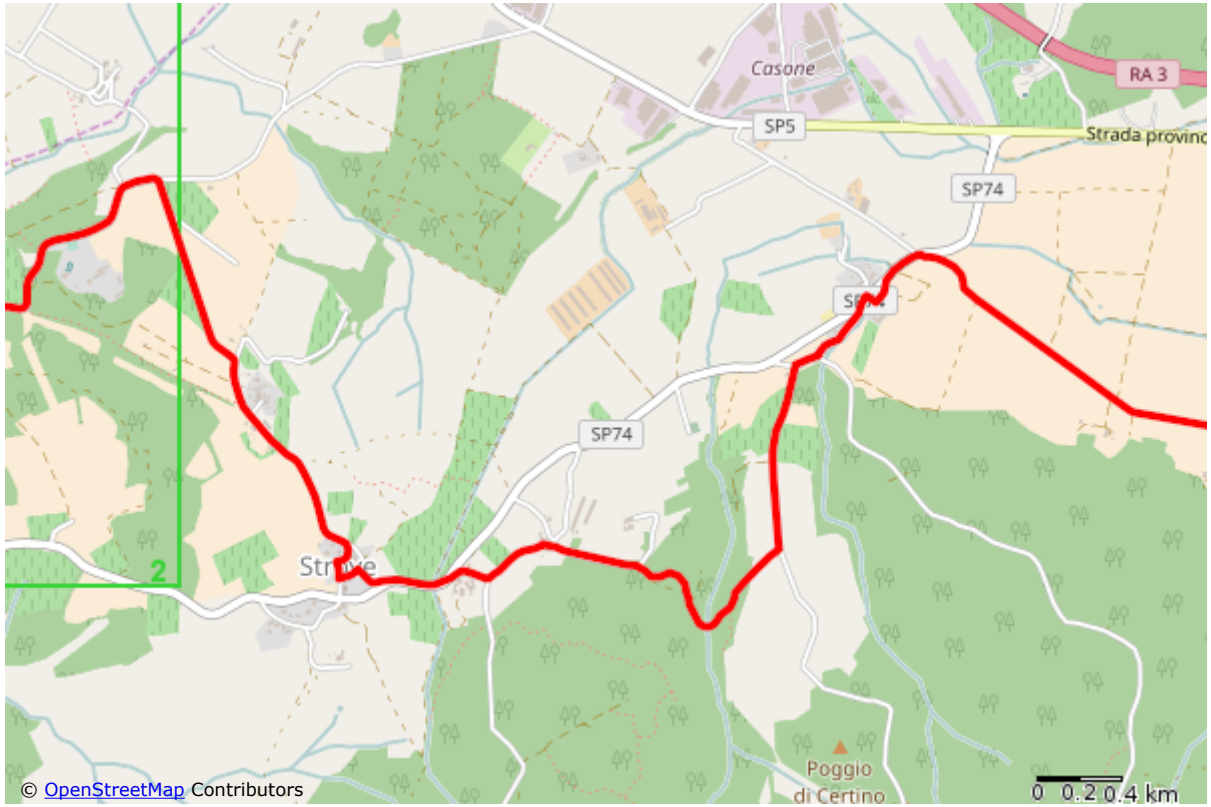 Casone
RA 3
SP5
Strada provinc
SP74
SP74
2
Strove
Poggio
di Certino
0 0.2 0.4 km
© OpenStreetMap Contributors